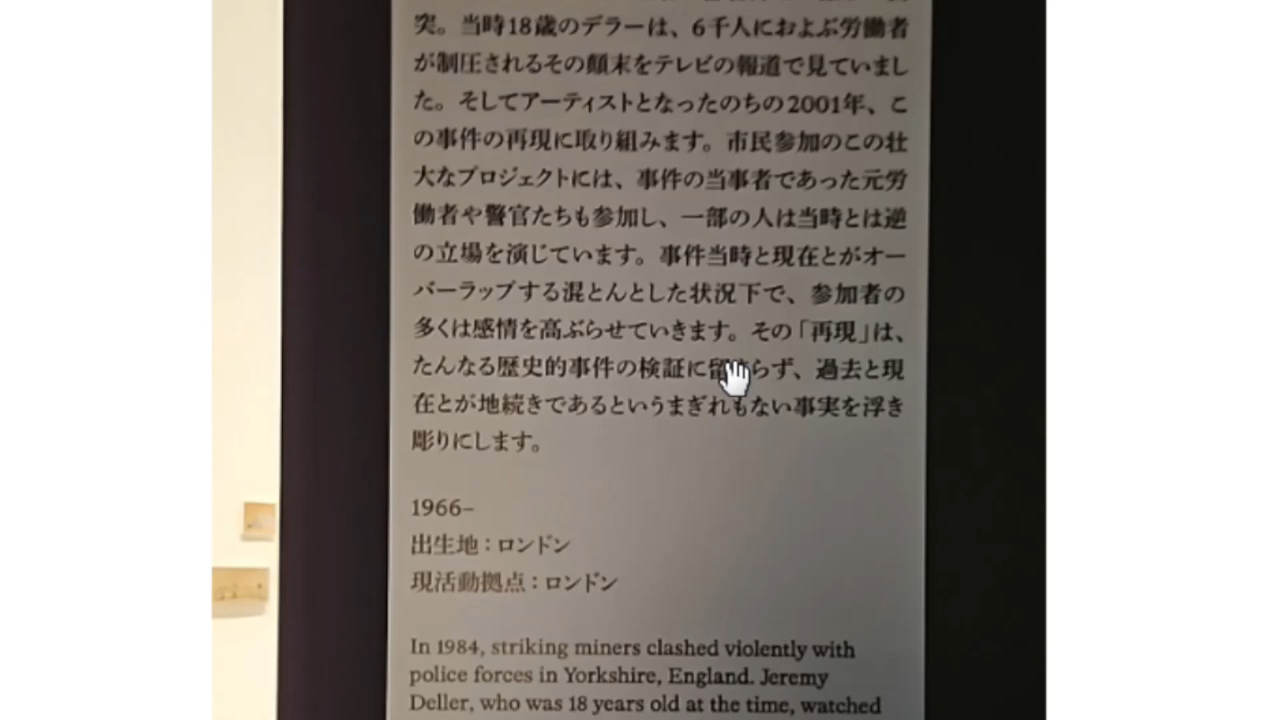 突。当時18歳のデラーは、6千人におよぶ労働者
が制圧されるその顛末をテレビの報道で見ていまし
た。そしてアーティストとなったのちの2001年、こ
の事件の再現に取り組みます。市民参加のこの壮
大なプロジェクトには、事件の当事者であった元労
働者や警官たちも参加し、一部の人は当時とは逆
の立場を演じています。事件当時と現在とがオー
バーラップする混とんとした状況下で、参加者の
多くは感情を高ぶらせていきます。その「再現」は、
たんなる歴史的事件の検証に留まらず、過去と現
在とが地続きであるというまぎれもない事実を浮き
彫りにします。
1966–
出生地：ロンドン
現活動拠点：ロンドン
In 1984, striking miners clashed violently with
police forces in Yorkshire, England. Jeremy
Deller, who was 18 years old at the time, watched